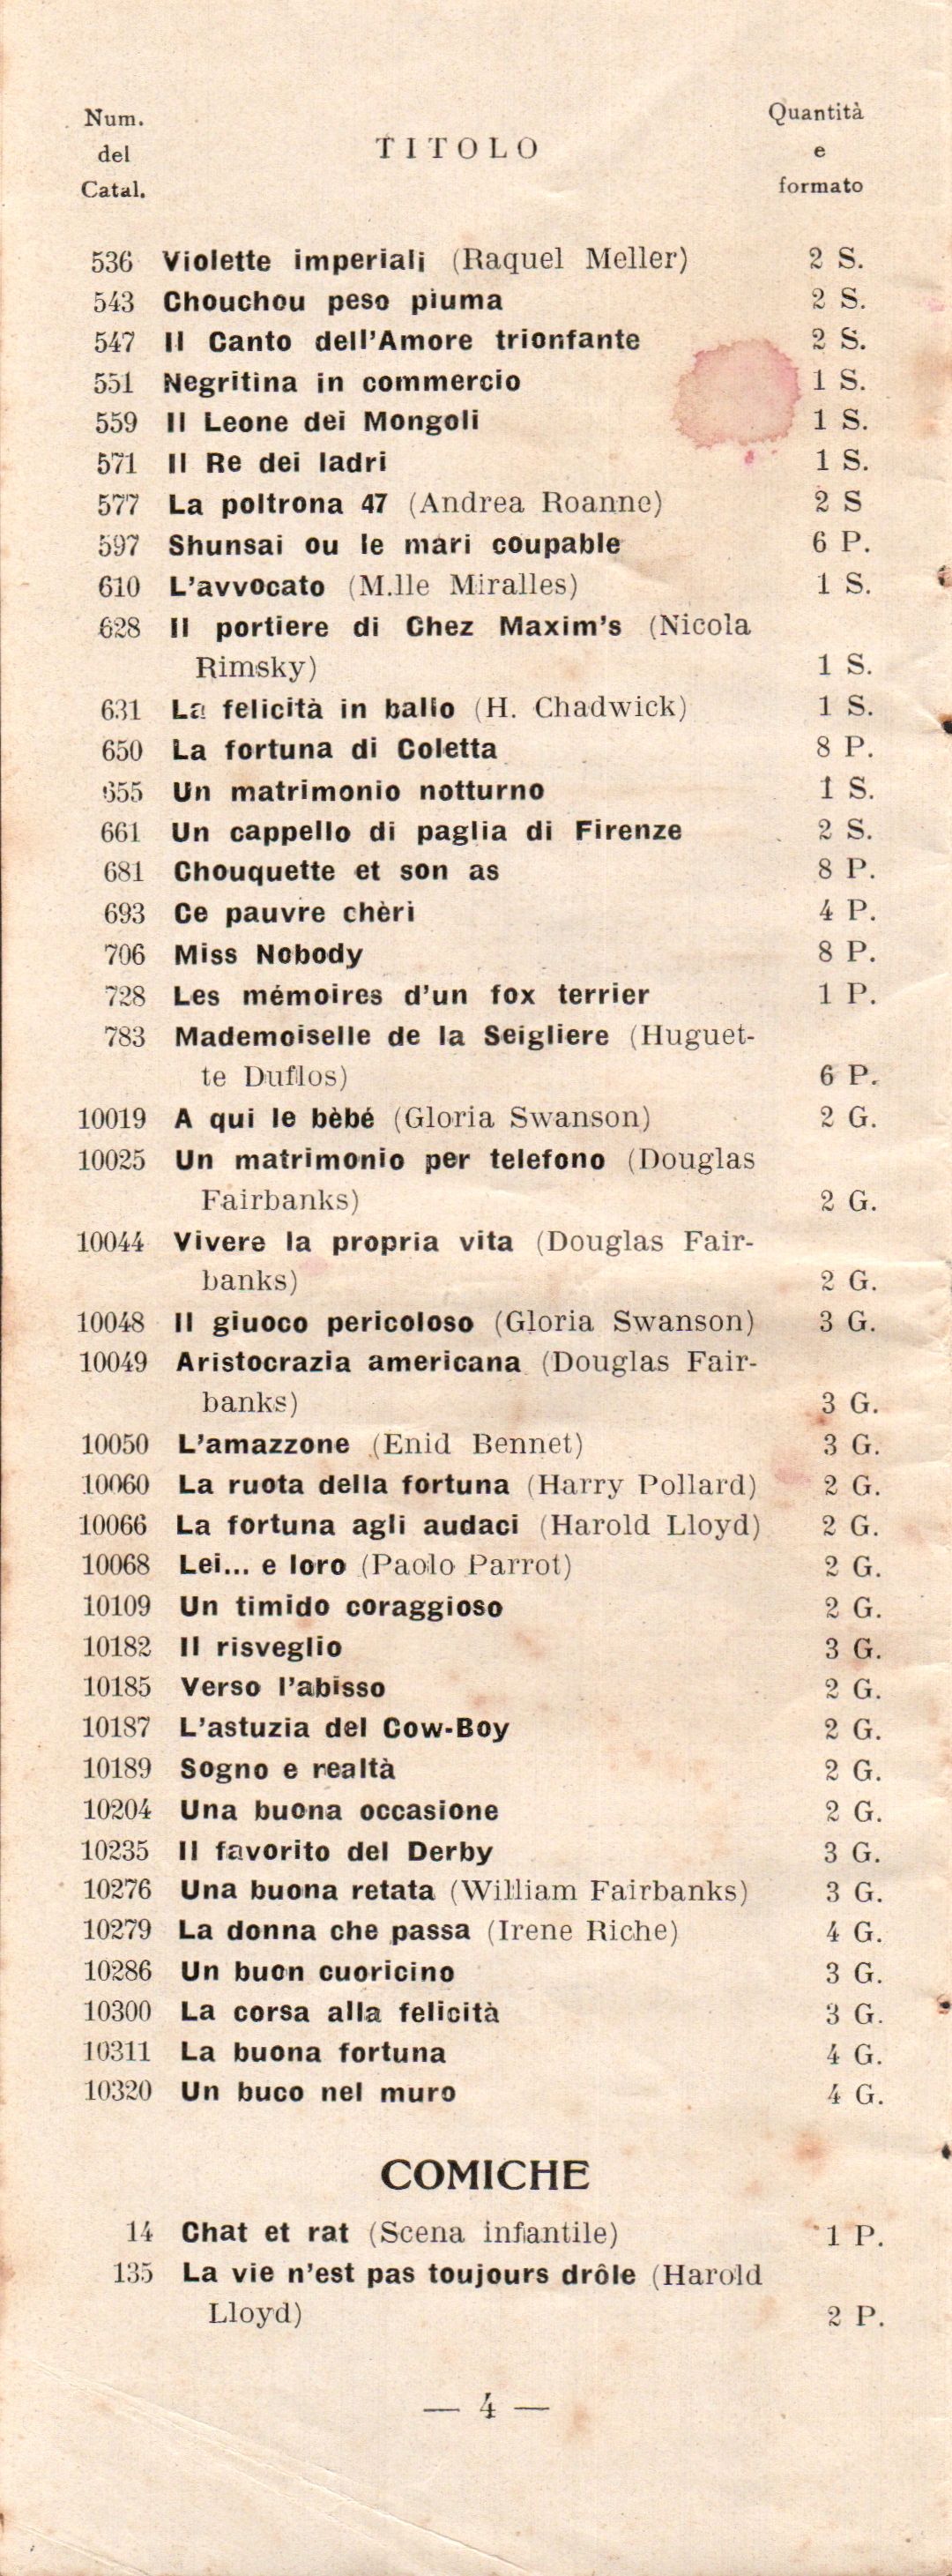 Num. del Catal. TITOLO Quantità e formato
536 Violette imperiali (Raquel Meller) 2 S.
543 Chouchou peso piuma 2 S.
547 Il Canto dell'Amore trionfante 2 S.
551 Negritina in commercio 1 S.
559 Il Leone dei Mongoli 1 S.
571 Il Re dei ladri 1 S.
577 La poltrona 47 (Andrea Roanne) 2 S
597 Shunsai ou le mari coupable 6 P.
610 L'avvocato (M.lle Miralles) 1 S.
628 Il portiere di Chez Maxim's (Nicola
Rimsky) 1 S.
631 La felicità in ballo (H. Chadwick) 1 S.
650 La fortuna di Coletta 8 P.
655 Un matrimonio notturno 1 S.
661 Un cappello di paglia di Firenze 2 S.
681 Chouquette et son as 8 P.
693 Ce pauvre chèri 4 P.
706 Miss Nobody 8 P.
728 Les mémoires d'un fox terrier 1 P.
783 Mademoiselle de la Seigliere (Huguet-
te Duflos) 6 P.
10019 A qui le bèbé (Gloria Swanson) 2 G.
10025 Un matrimonio per telefono (Douglas
Fairbanks) 2 G.
10044 Vivere la propria vita (Douglas Fair-
banks) 2 G.
10048 Il giuoco pericoloso (Gloria Swanson) 3 G.
10049 Aristocrazia americana (Douglas Fair-
banks) 3 G.
10050 L'amazzone (Enid Bennet) 3 G.
10060 La ruota della fortuna (Harry Pollard) 2 G.
10066 La fortuna agli audaci (Harold Lloyd) 2 G.
10068 Lei... e loro (Paolo Parrot) 2 G.
10109 Un timido coraggioso 2 G.
10182 Il risveglio 3 G.
10185 Verso l'abisso 2 G.
10187 L'astuzia del Cow-Boy 2 G.
10189 Sogno e realtà 2 G.
10204 Una buona occasione 2 G.
10235 Il favorito del Derby 3 G.
10276 Una buona retata (William Fairbanks) 3 G.
10279 La donna che passa (Irene Riche) 4 G.
10286 Un buon cuoricino 3 G.
10300 La corsa alla felicità 3 G.
10311 La buona fortuna 4 G.
10320 Un buco nel muro 4 G.
COMICHE
14 Chat et rat (Scena infantile) 1 P.
135 La vie n'est pas toujours drôle (Harold
Lloyd) 2 P.
— 4 —